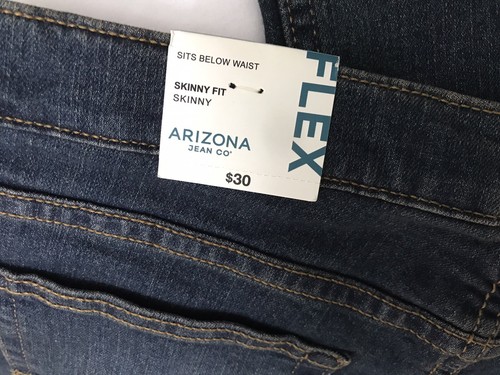 SITS BELOW WAIST
SKINNY FIT
SKINNY
FLEX
ARIZONA
JEAN CO
$30